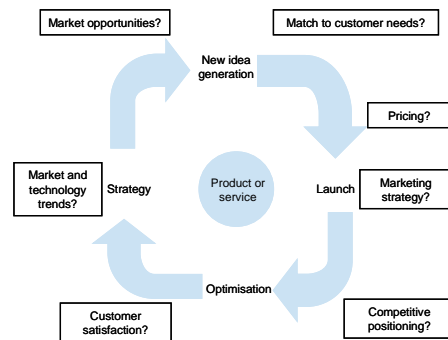 Market opportunities?
Match to customer needs?
New idea
generation
Pricing?
Market and
technology
trends?
Strategy
Product or
service
Launch
Marketing
strategy?
Optimisation
Customer
satisfaction?
Competitive
positioning?